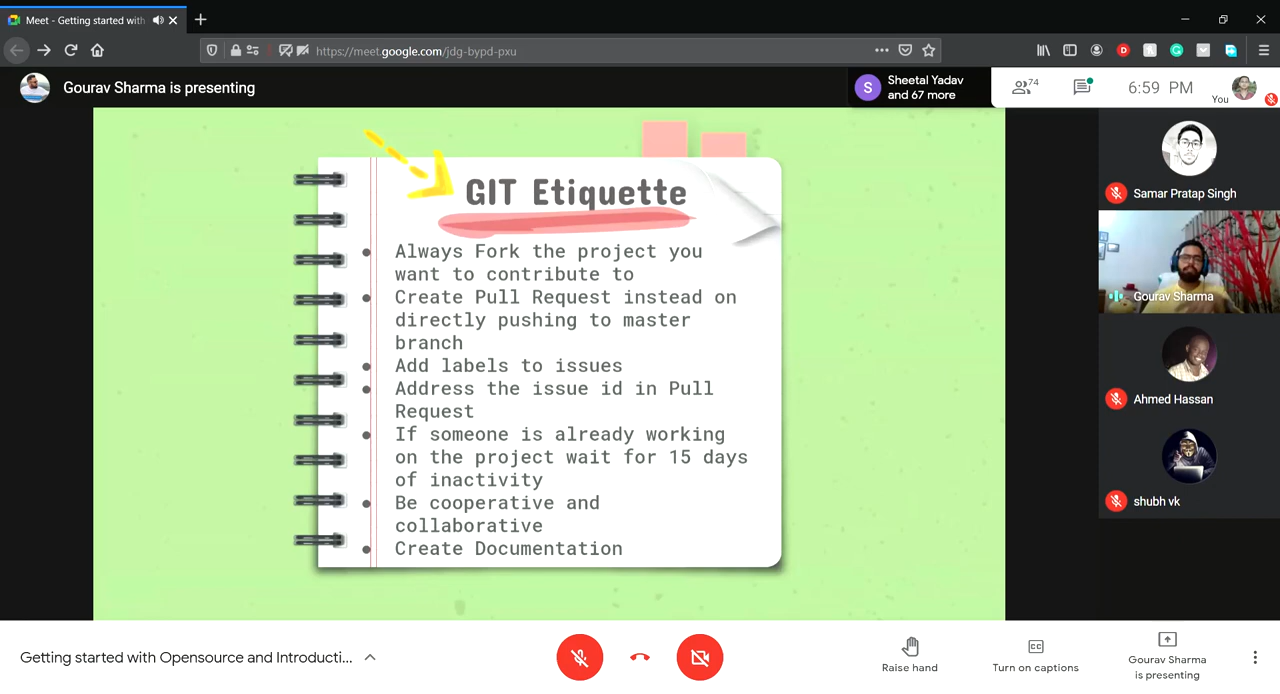 Meet - Getting started with
https://meet.google.com/jdg-bypd-pxu
Gourav Sharma is presenting
S
Sheetal Yadav
and 67 more
74
6:59 PM
You
GIT Etiquette
Always Fork the project you
want to contribute to
Create Pull Request instead on
directly pushing to master
branch
Add labels to issues
Address the issue id in Pull
Request
If someone is already working
on the project wait for 15 days
of inactivity
Be cooperative and
collaborative
Create Documentation
Samar Pratap Singh
Gourav Sharma
Ahmed Hassan
shubh vk
Getting started with Opensource and Introducti...
Raise hand
CC
Turn on captions
Gourav Sharma
is presenting